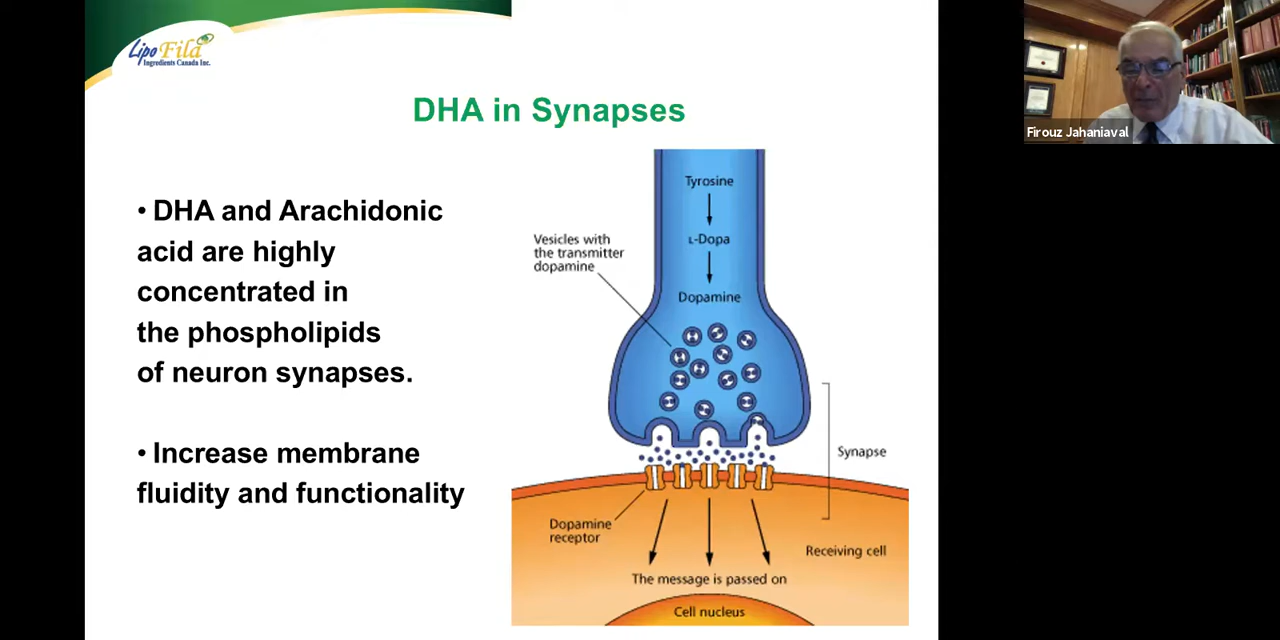 Lipo Fila
Ingredients Canada Inc.
DHA in Synapses
• DHA and Arachidonic
acid are highly
concentrated in
the phospholipids
of neuron synapses.
• Increase membrane
fluidity and functionality
Tyrosine
L-Dopa
Dopamine
Vesicles with
the transmitter
dopamine
Synapse
Dopamine
receptor
Receiving cell
The message is passed on
Cell nucleus
Firouz Jahaniaval